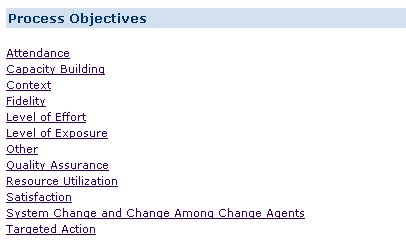 Process Objectives
Attendance
Capacity Building
Context
Fidelity
Level of Effort
Level of Exposure
Other
Quality Assurance
Resource Utilization
Satisfaction
System Change and Change Among Change Agents
Targeted Action